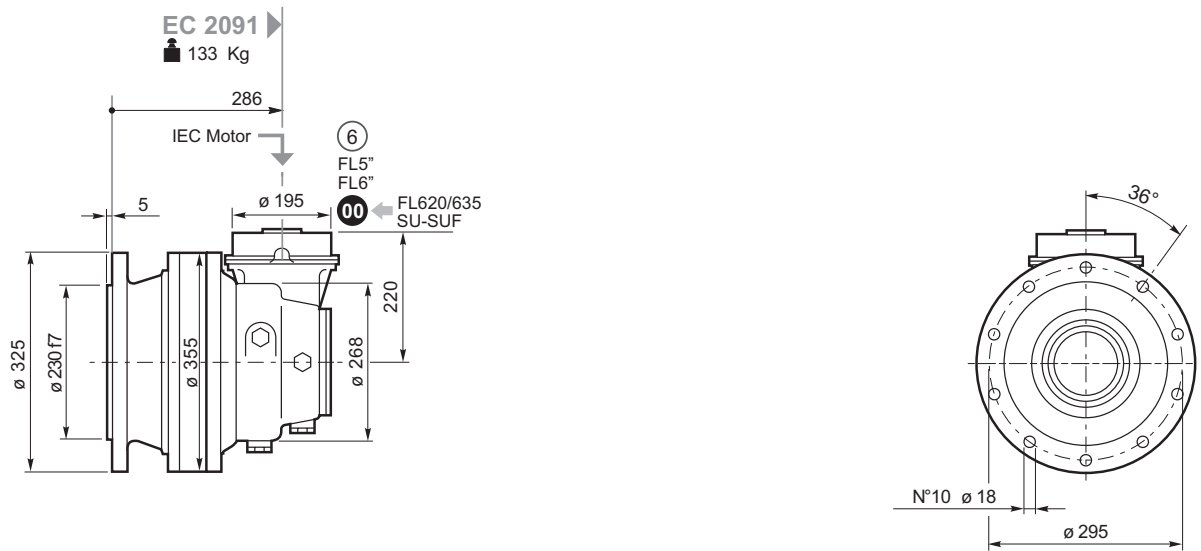 EC 2091
133 Kg
286
IEC Motor
6
FL5”
FL6”
5
ø 195
00
FL620/635
SU-SUF
ø 325
ø 230 f7
ø 355
ø 268
220
36°
N°10 ø 18
ø 295